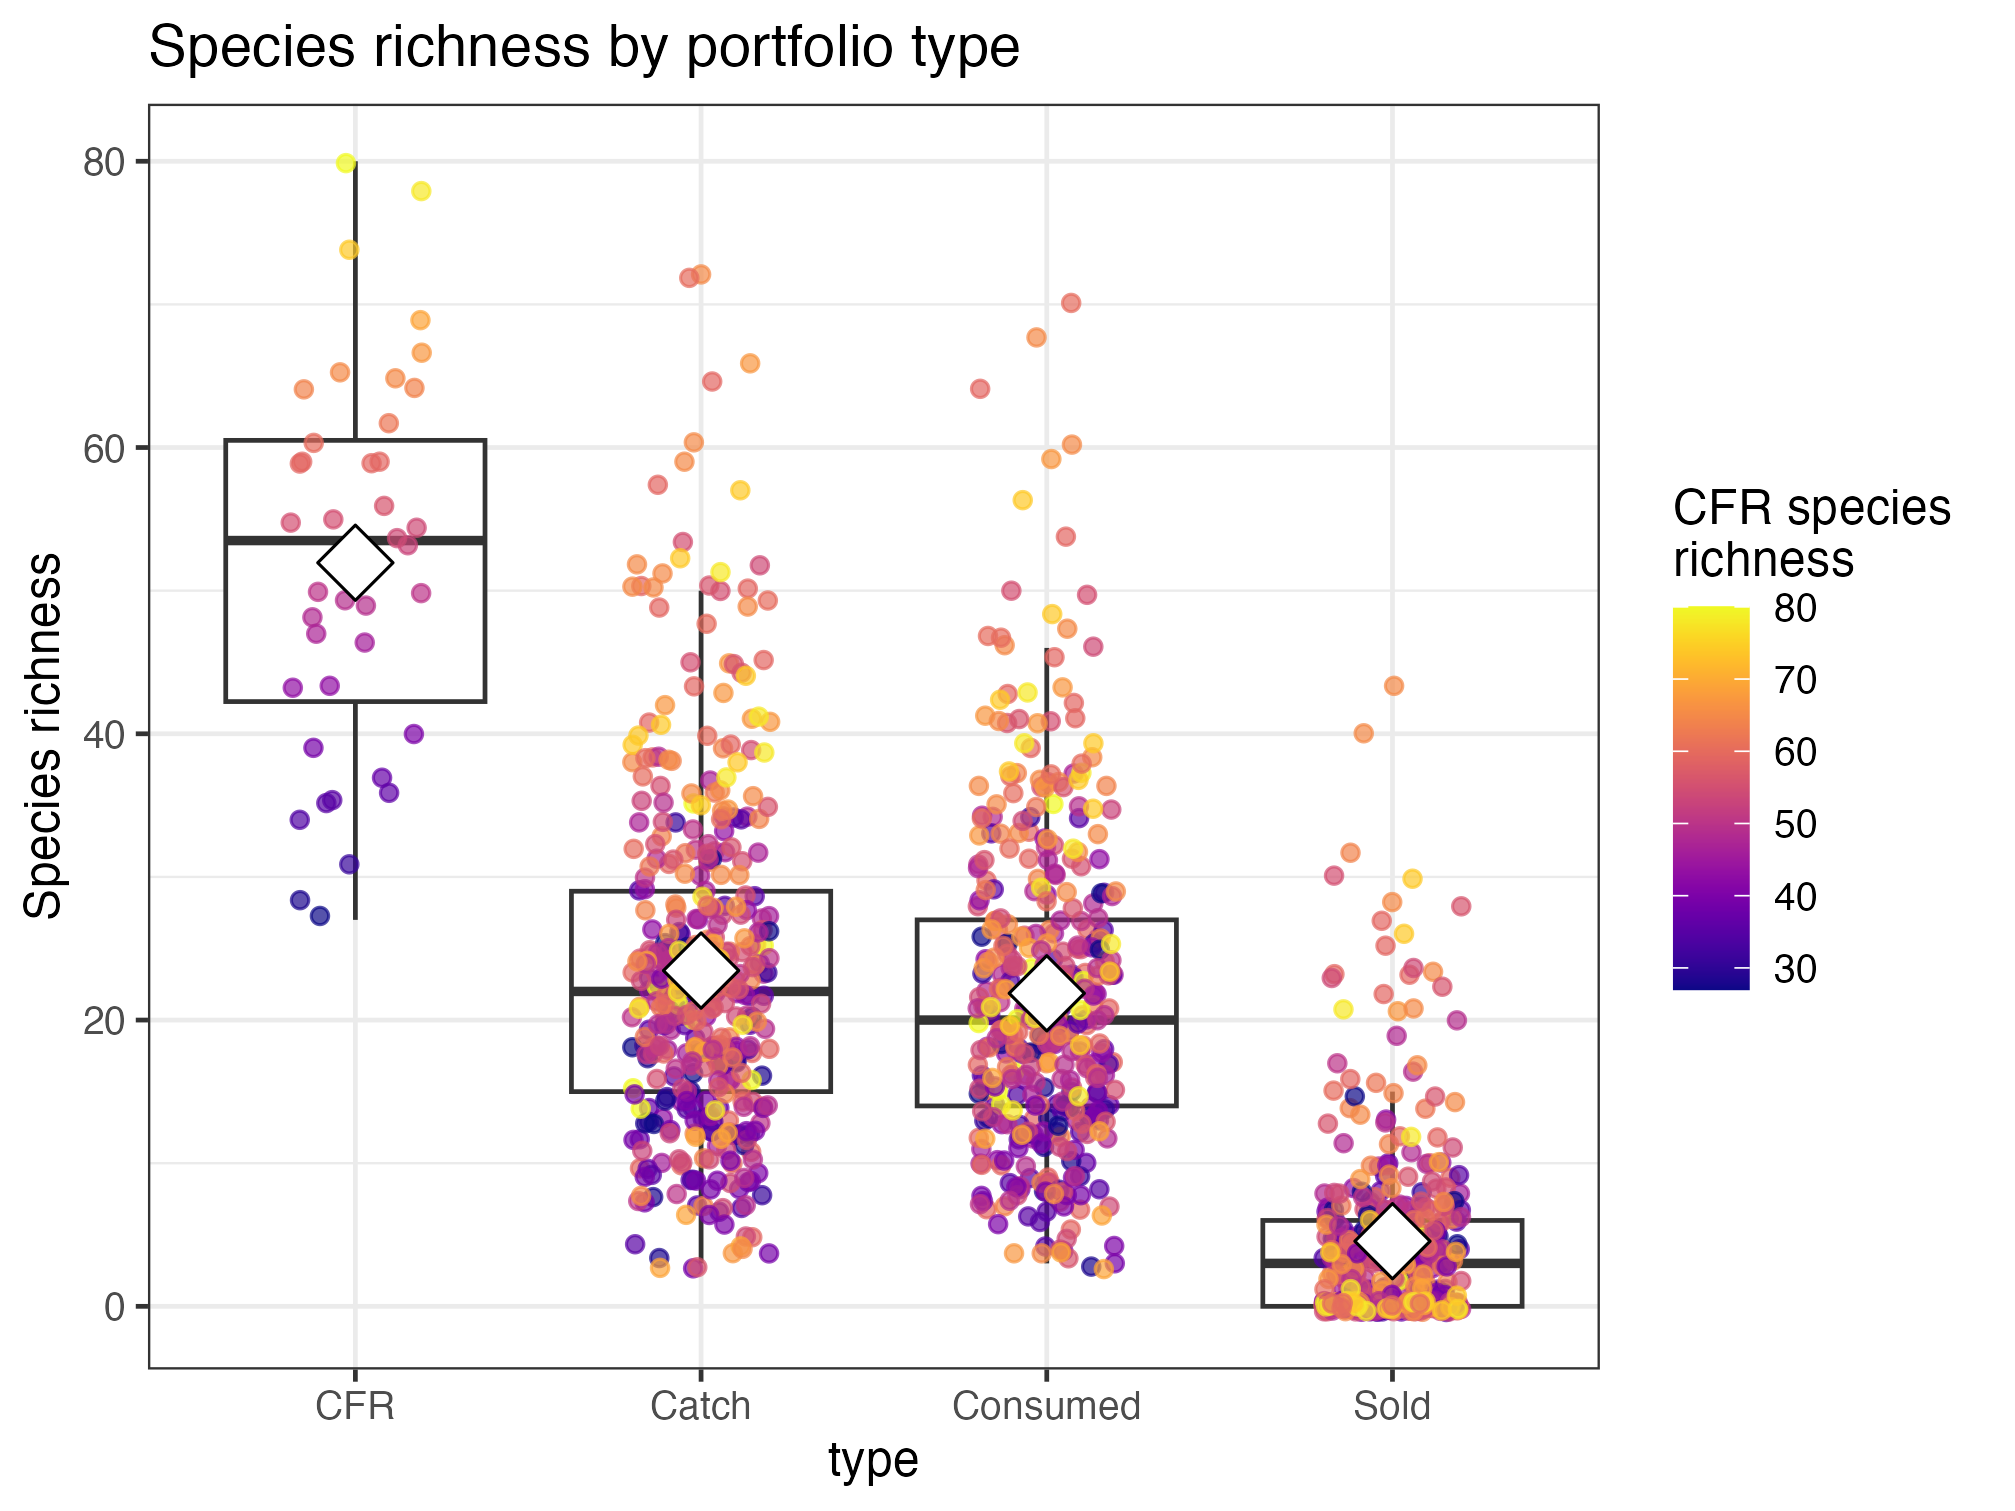 Species richness by portfolio type
Species richness
80
60
40
20
0
CFR
Catch
Consumed
Sold
type
CFR species
richness
80
70
60
50
40
30